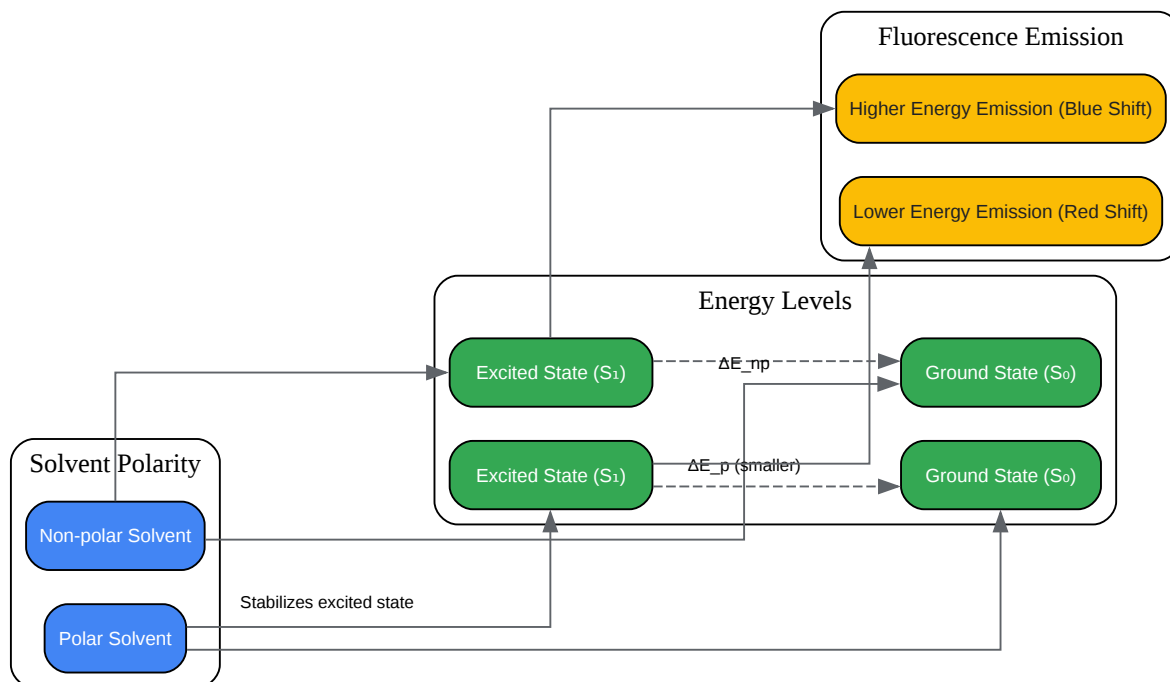 Fluorescence Emission
Higher Energy Emission (Blue Shift)
Lower Energy Emission (Red Shift)
Energy Levels
Excited State (S₁)
ΔE_np
Ground State (S₀)
Excited State (S₁)
ΔE_p (smaller)
Ground State (S₀)
Solvent Polarity
Non-polar Solvent
Stabilizes excited state
Polar Solvent